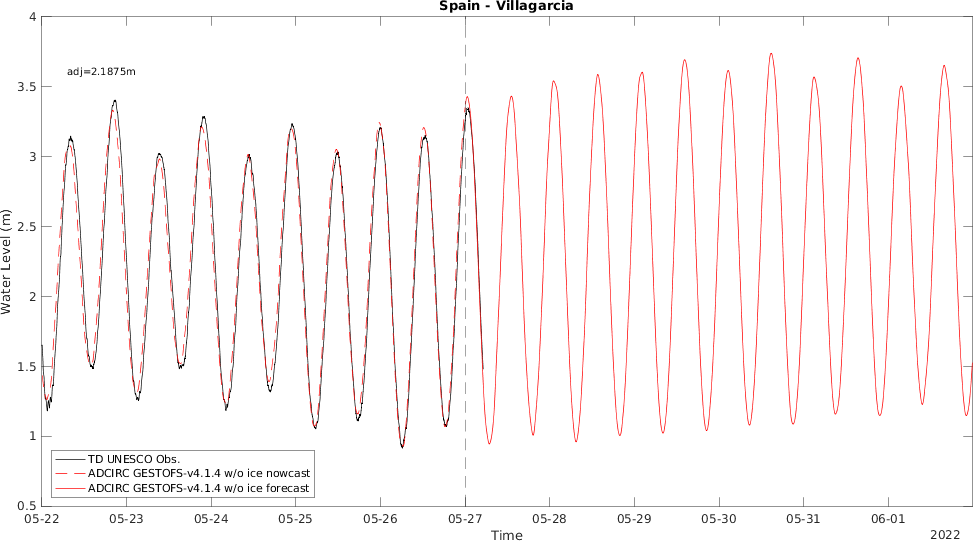 Spain - Villagarcia
4
adj=2.1875m
3.5
3
2.5
2
1.5
1
0.5
Water Level (m)
TD UNESCO Obs.
ADCIRC GESTOFS-v4.1.4 w/o ice nowcast
ADCIRC GESTOFS-v4.1.4 w/o ice forecast
05-22 05-23 05-24 05-25 05-26 05-27 05-28 05-29 05-30 05-31 06-01
Time
2022